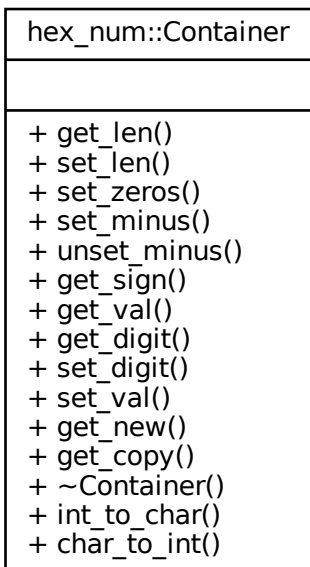 hex_num::Container
+ get_len()
+ set_len()
+ set_zeros()
+ set_minus()
+ unset_minus()
+ get_sign()
+ get_val()
+ get_digit()
+ set_digit()
+ set_val()
+ get_new()
+ get_copy()
+ ~Container()
+ int_to_char()
+ char_to_int()